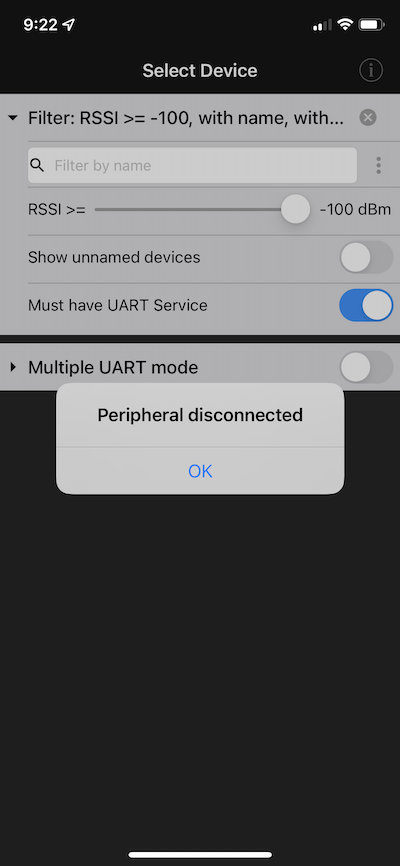 9:22
Select Device
Filter: RSSI >= -100, with name, with...
Filter by name
RSSI >=
-100 dBm
Show unnamed devices
Must have UART Service
Multiple UART mode
Peripheral disconnected
OK